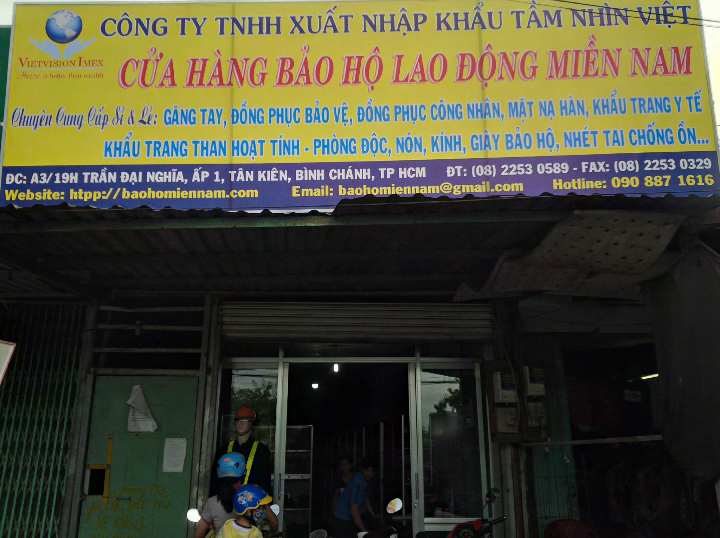 CÔNG TY TNHH XUẤT NHẬP KHẨU TẦM NHÌN VIỆT
VIETVISION IMEX
CỬA HÀNG BẢO HỘ LAO ĐỘNG MIỀN NAM
Chuyên Cung Cấp Sỉ & Lẻ: GĂNG TAY, ĐỒNG PHỤC BẢO VỆ, ĐỒNG PHỤC CÔNG NHÂN, MẶT NẠ HÀN, KHẨU TRANG Y TẾ
KHẨU TRANG THAN HOẠT TÍNH - PHÒNG ĐỘC, NÓN, KÍNH, GIÀY BẢO HỘ, NHÉT TAI CHỐNG ỒN...
ĐC: A3/19H TRẦN ĐẠI NGHĨA, ẤP 1, TÂN KIÊN, BÌNH CHÁNH, TP HCM ĐT: (08) 2253 0589 - FAX: (08) 2253 0329
Website: htpp://baohomiennam.com Email: baohomiennam@gmail.com Hotline: 090 887 1616